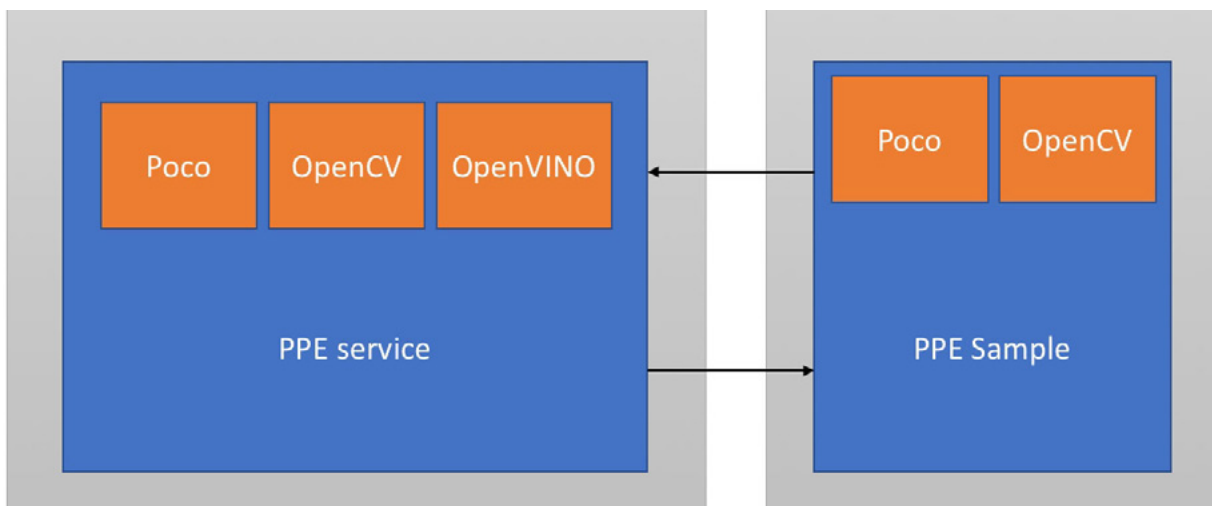 Poco
OpenCV
OpenVINO
PPE service
Poco
OpenCV
PPE Sample